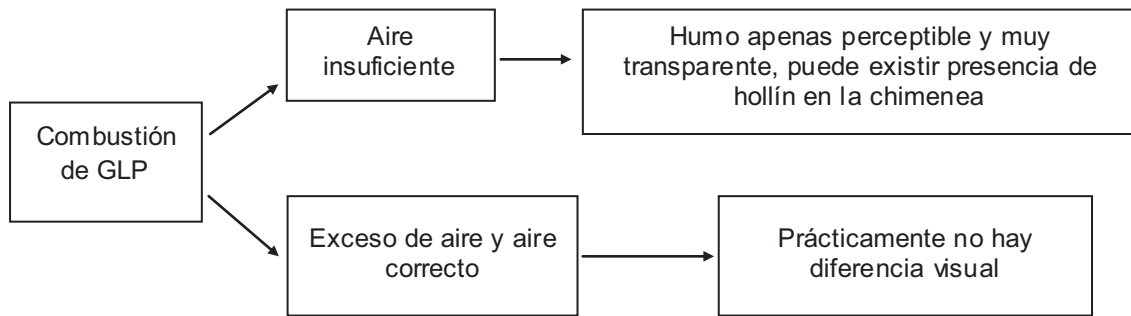 Aire
insuficiente
Humo apenas perceptible y muy
transparente, puede existir presencia de
hollín en la chimenea
Combustión
de GLP
Exceso de aire y aire
correcto
Prácticamente no hay
diferencia visual